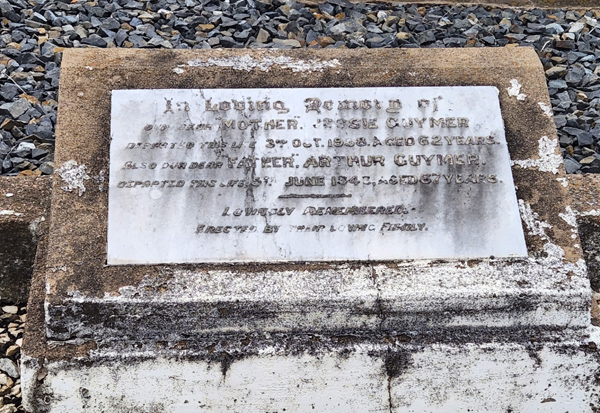 In Loving Memory of
Our Dear Mother, Jessie Guymer
Departed this life 3rd Oct. 1938, Aged 62 Years.
Also our dear Father, Arthur Guymer,
Departed this life 5th June 1943, Aged 67 Years.
Lovingly Remembered.
Erected by their loving Family.